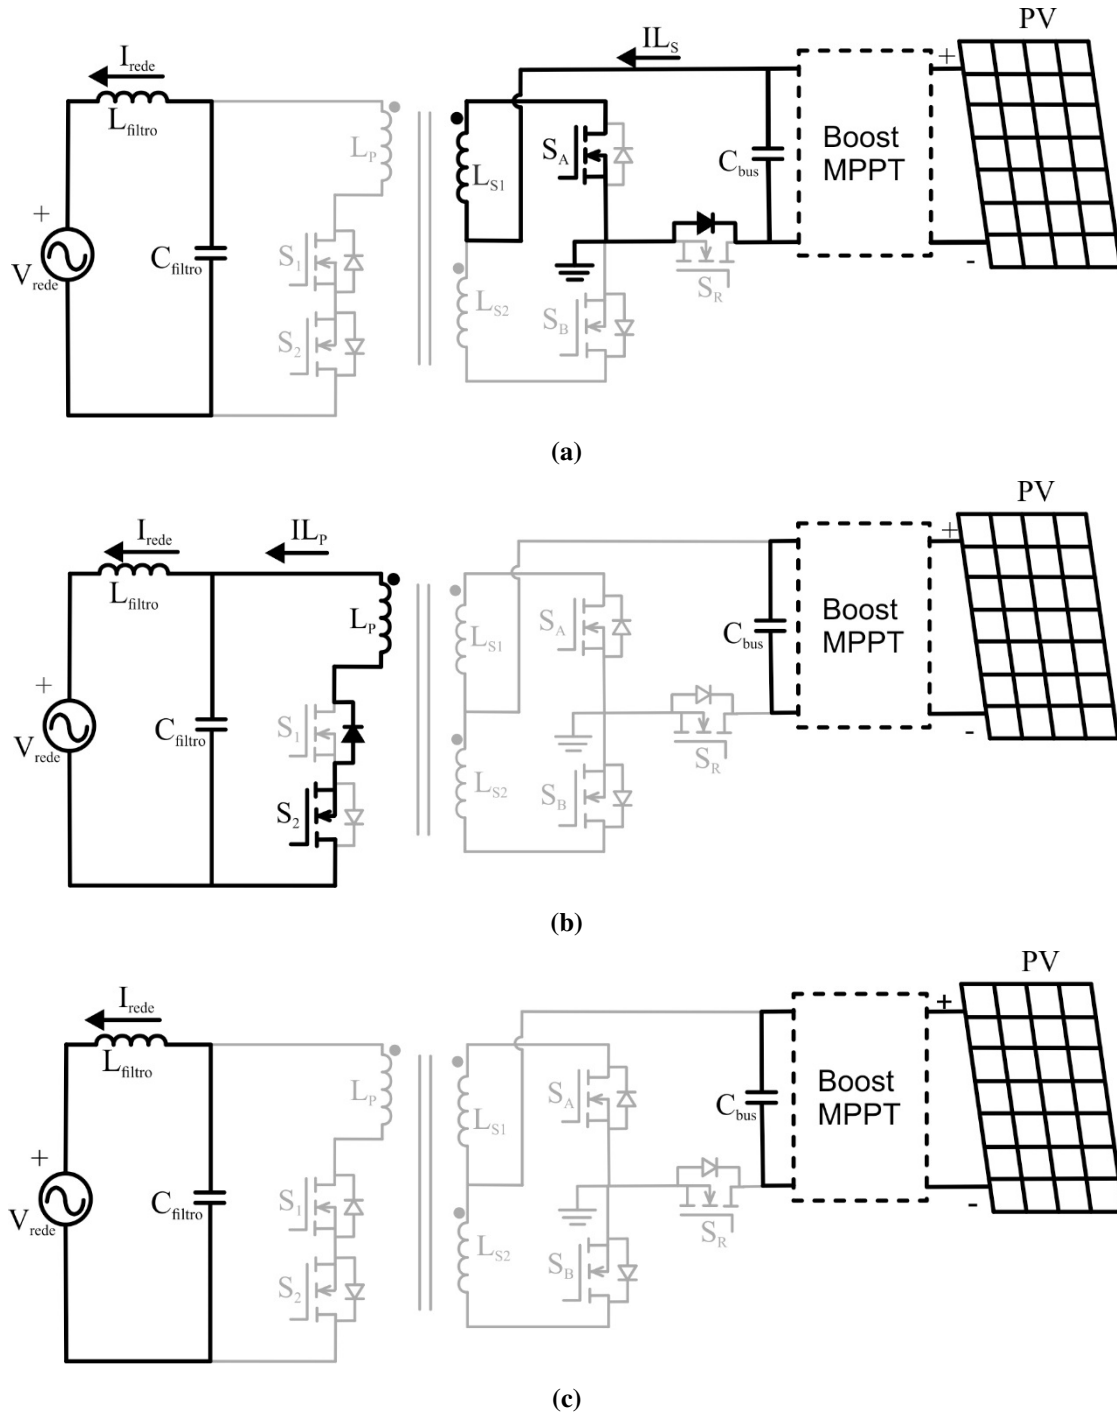 PV
IL_S
I_rede
+
L_filtro
L_P
Boost
MPPT
S_A
C_bus
L_S1
+
S_1
C_filtro
V_rede
-
S_R
L_S2
S_B
S_2
(a)
PV
I_rede
IL_P
+
L_filtro
L_P
Boost
MPPT
S_A
C_bus
L_S1
+
S_1
C_filtro
V_rede
-
S_R
L_S2
S_B
S_2
(b)
PV
I_rede
+
L_filtro
L_P
Boost
MPPT
S_A
C_bus
L_S1
+
S_1
C_filtro
V_rede
-
S_R
L_S2
S_B
S_2
(c)